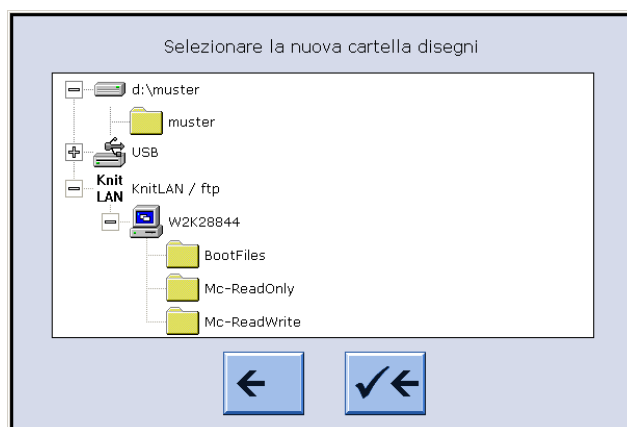 Selezionare la nuova cartella disegni
d:\muster
muster
USB
Knit
LAN KnitLAN / ftp
W2K28844
BootFiles
Mc-ReadOnly
Mc-ReadWrite